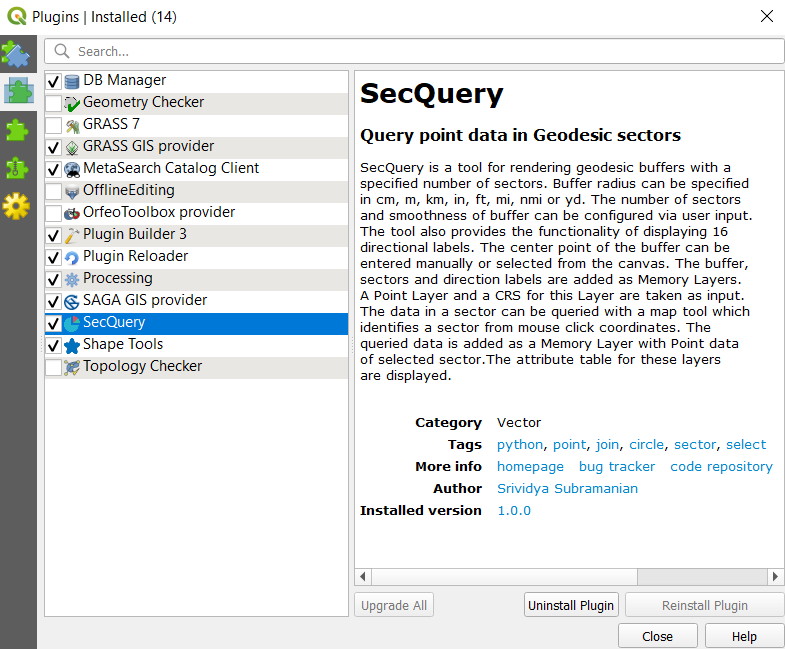 Plugins | Installed (14)
Search...
DB Manager
Geometry Checker
GRASS 7
GRASS GIS provider
MetaSearch Catalog Client
OfflineEditing
OrfeoToolbox provider
Plugin Builder 3
Plugin Reloader
Processing
SAGA GIS provider
SecQuery
Shape Tools
Topology Checker
SecQuery
Query point data in Geodesic sectors
SecQuery is a tool for rendering geodesic buffers with a
specified number of sectors. Buffer radius can be specified
in cm, m, km, in, ft, mi, nmi or yd. The number of sectors
and smoothness of buffer can be configured via user input.
The tool also provides the functionality of displaying 16
directional labels. The center point of the buffer can be
entered manually or selected from the canvas. The buffer,
sectors and direction labels are added as Memory Layers.
A Point Layer and a CRS for this Layer are taken as input.
The data in a sector can be queried with a map tool which
identifies a sector from mouse click coordinates. The
queried data is added as a Memory Layer with Point data
of selected sector.The attribute table for these layers
are displayed.
Category Vector
Tags python, point, join, circle, sector, select
More info homepage bug tracker code repository
Author Srividya Subramanian
Installed version 1.0.0
Upgrade All Uninstall Plugin Reinstall Plugin
Close Help